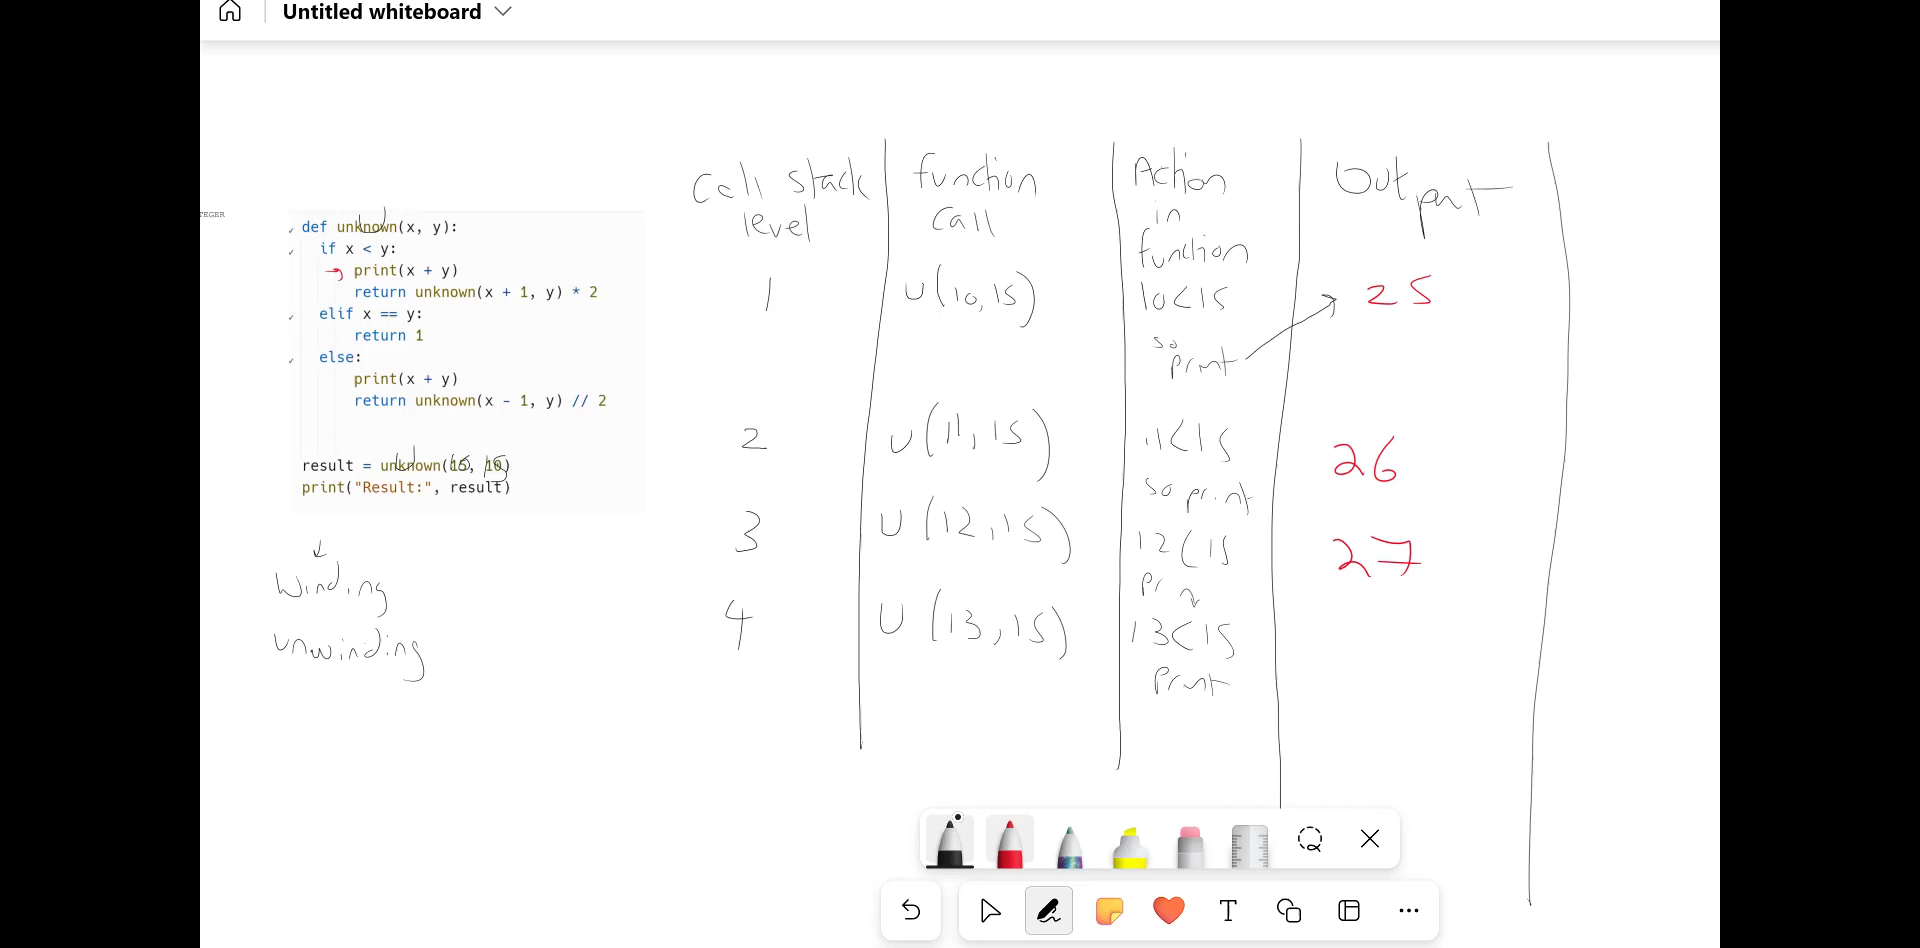 Untitled whiteboard
TEGER
def unknown(x, y):
if x < y:
print(x + y)
return unknown(x + 1, y) * 2
elif x == y:
return 1
else:
print(x + y)
return unknown(x - 1, y) // 2
result = unknown(15, 10)
print("Result:", result)
winding
unwinding
Call stack level
function call
Action in function
Output
1
U(10,15)
10<15
so print
25
2
U(11,15)
11<15
so print
26
3
U(12,15)
12<15
27
4
U(13,15)
13<15
print
T